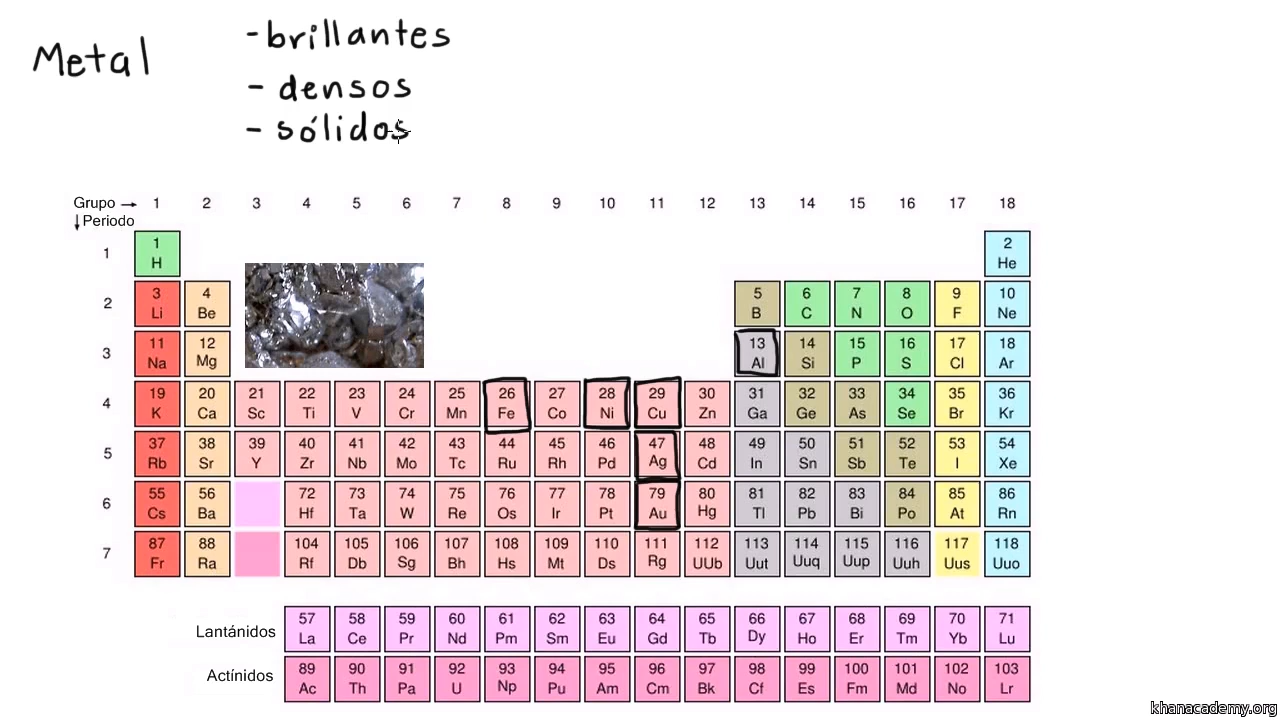 Metal
-brillantes
- densos
- sólidos
Grupo → 1 2 3 4 5 6 7 8 9 10 11 12 13 14 15 16 17 18
↓Periodo
1 2
1 H He
3 4 5 6 7 8 9 10
2 Li Be B C N O F Ne
11 12 13 14 15 16 17 18
3 Na Mg Al Si P S Cl Ar
19 20 21 22 23 24 25 26 27 28 29 30 31 32 33 34 35 36
4 K Ca Sc Ti V Cr Mn Fe Co Ni Cu Zn Ga Ge As Se Br Kr
37 38 39 40 41 42 43 44 45 46 47 48 49 50 51 52 53 54
5 Rb Sr Y Zr Nb Mo Tc Ru Rh Pd Ag Cd In Sn Sb Te I Xe
55 56 72 73 74 75 76 77 78 79 80 81 82 83 84 85 86
6 Cs Ba Hf Ta W Re Os Ir Pt Au Hg Tl Pb Bi Po At Rn
87 88 104 105 106 107 108 109 110 111 112 113 114 115 116 117 118
7 Fr Ra Rf Db Sg Bh Hs Mt Ds Rg UUb Uut Uuq Uup Uuh Uus Uuo
57 58 59 60 61 62 63 64 65 66 67 68 69 70 71
Lantánidos La Ce Pr Nd Pm Sm Eu Gd Tb Dy Ho Er Tm Yb Lu
89 90 91 92 93 94 95 96 97 98 99 100 101 102 103
Actínidos Ac Th Pa U Np Pu Am Cm Bk Cf Es Fm Md No Lr
khanacademy.org